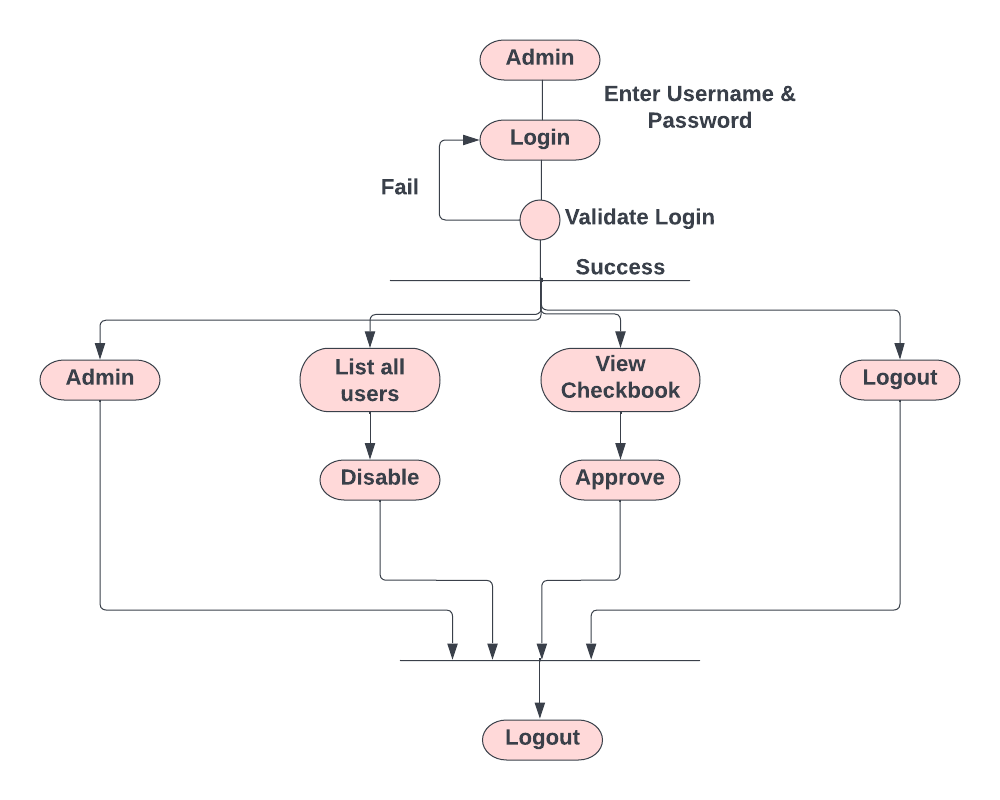 Admin
Enter Username &
Password
Login
Fail
Validate Login
Success
Admin
List all
users
View
Checkbook
Logout
Disable
Approve
Logout